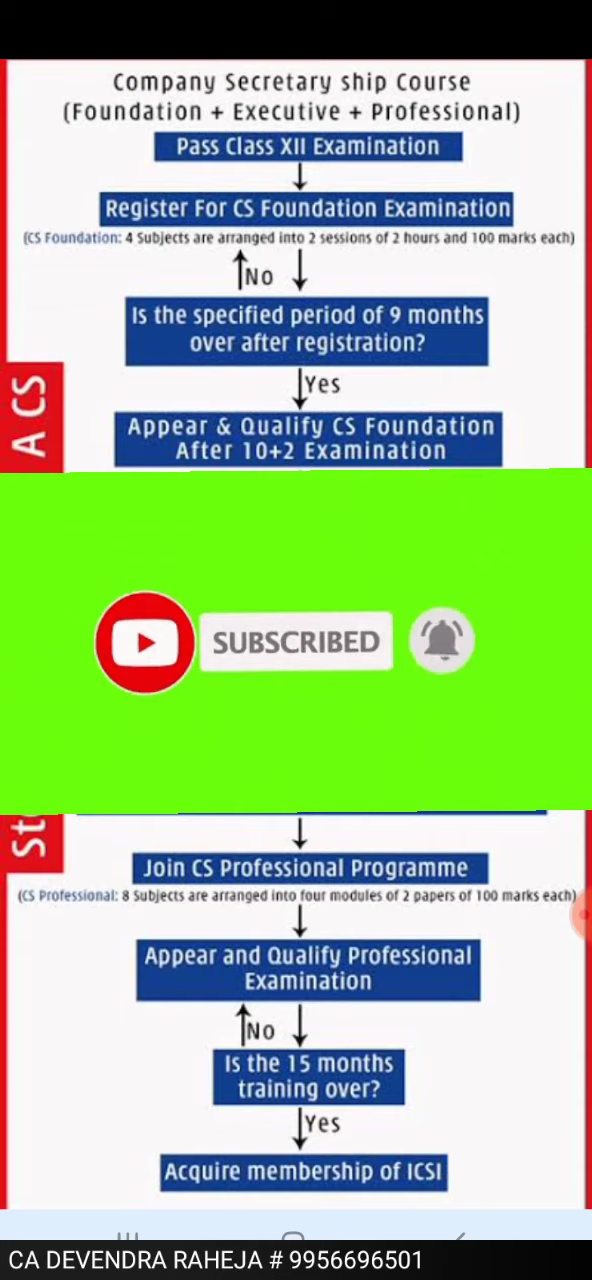 Company Secretary ship Course
(Foundation + Executive + Professional)
Pass Class XII Examination
Register For CS Foundation Examination
(CS Foundation: 4 Subjects are arranged into 2 sessions of 2 hours and 100 marks each)
No
Is the specified period of 9 months
over after registration?
Yes
A CS
Appear & Qualify CS Foundation
After 10+2 Examination
SUBSCRIBED
Join CS Professional Programme
(CS Professional: 8 Subjects are arranged into four modules of 2 papers of 100 marks each)
Appear and Qualify Professional
Examination
No
Is the 15 months
training over?
Yes
Acquire membership of ICSI
CA DEVENDRA RAHEJA # 9956696501